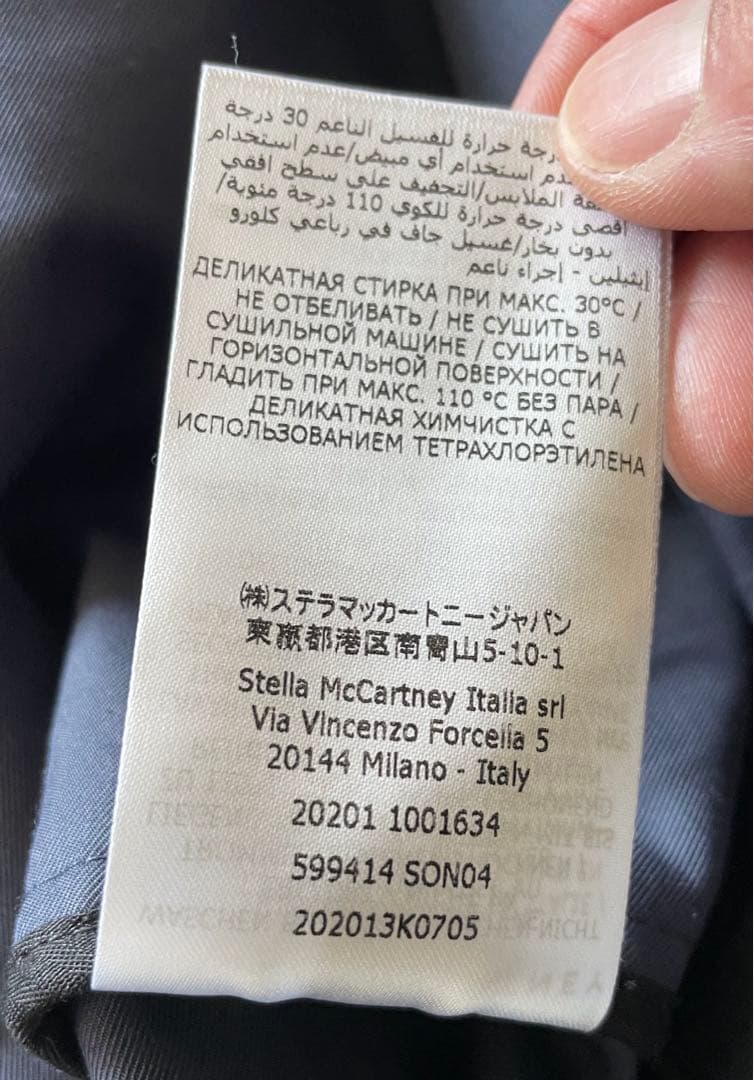 درجة حرارة للغسيل الناعم 30 درجة
استخدام أي مبيض/عدم استخدام
الملابس/التجفيف على سطح افقي
اقصى درجة حرارة للكوي 110 درجة مئوية/
بدون بخار/غسيل جاف في رباعي كلورو
إيثيلين - إجراء ناعم
ДЕЛИКАТНАЯ СТИРКА ПРИ МАКС. 30°C /
НЕ ОТБЕЛИВАТЬ / НЕ СУШИТЬ В
СУШИЛЬНОЙ МАШИНЕ / СУШИТЬ НА
ГОРИЗОНТАЛЬНОЙ ПОВЕРХНОСТИ /
ГЛАДИТЬ ПРИ МАКС. 110 °C БЕЗ ПАРА /
ДЕЛИКАТНАЯ ХИМЧИСТКА С
ИСПОЛЬЗОВАНИЕМ ТЕТРАХЛОРЭТИЛЕНА
㈱ステラマッカートニージャパン
東京都港区南青山5-10-1
Stella McCartney Italia srl
Via Vincenzo Forcella 5
20144 Milano - Italy
20201 1001634
599414 SON04
202013K0705